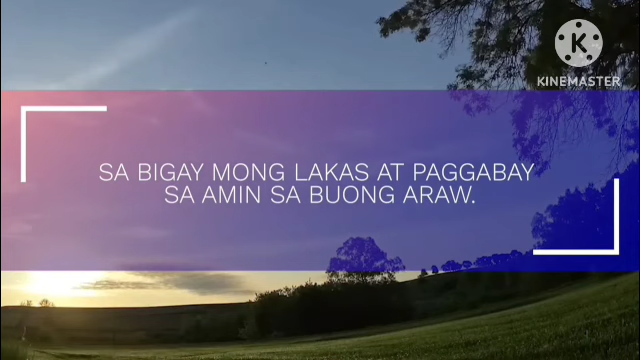 KINEMASTER
SA BIGAY MONG LAKAS AT PAGGABAY
SA AMIN SA BUONG ARAW.